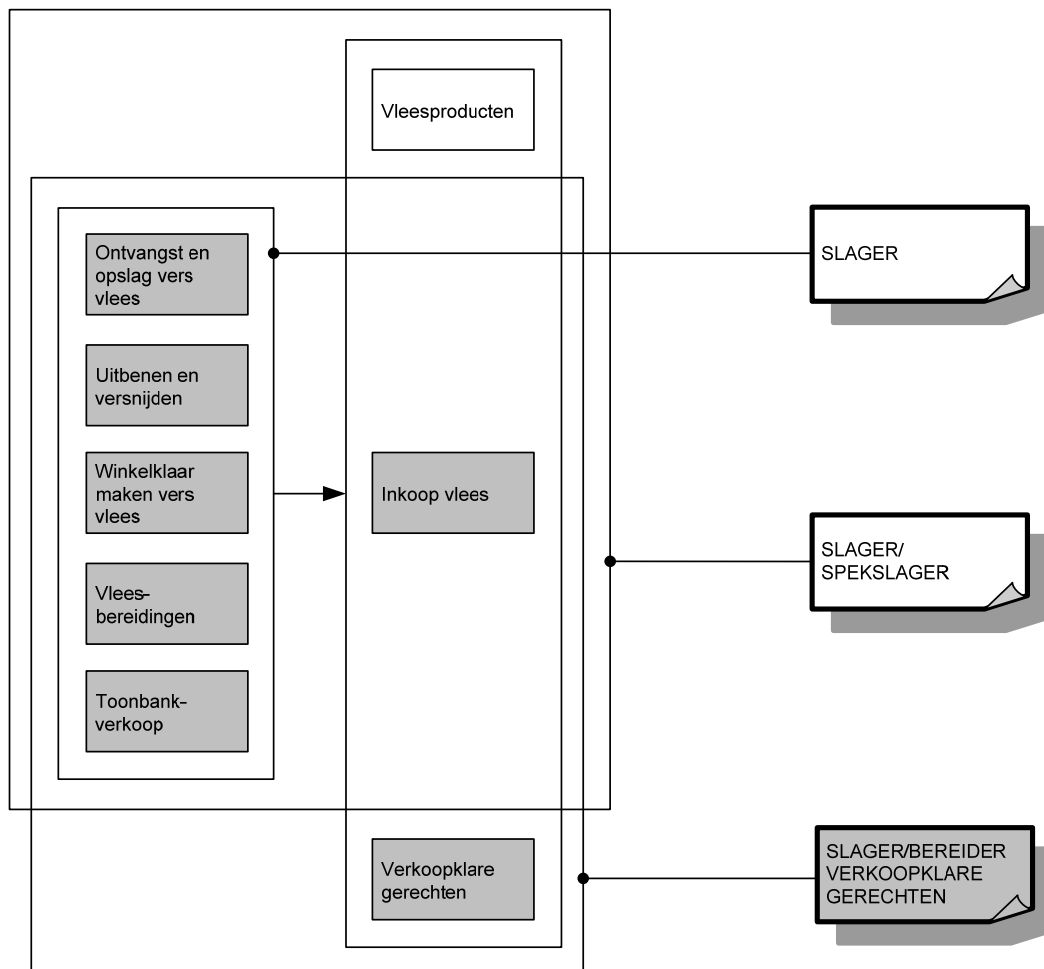 Vleesproducten
Ontvangst en
opslag vers
vlees
SLAGER
Uitbenen en
versnijden
Winkelklaar
maken vers
vlees
Inkoop vlees
SLAGER/
SPEKSLAGER
Vlees-
bereidingen
Toonbank-
verkoop
Verkoopklare
gerechten
SLAGER/BEREIDER
VERKOOPKLARE
GERECHTEN